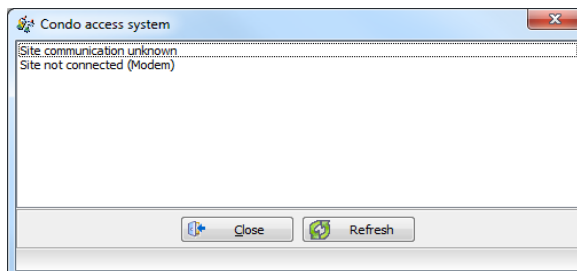 Condo access system
Site communication unknown
Site not connected (Modem)
Close
Refresh